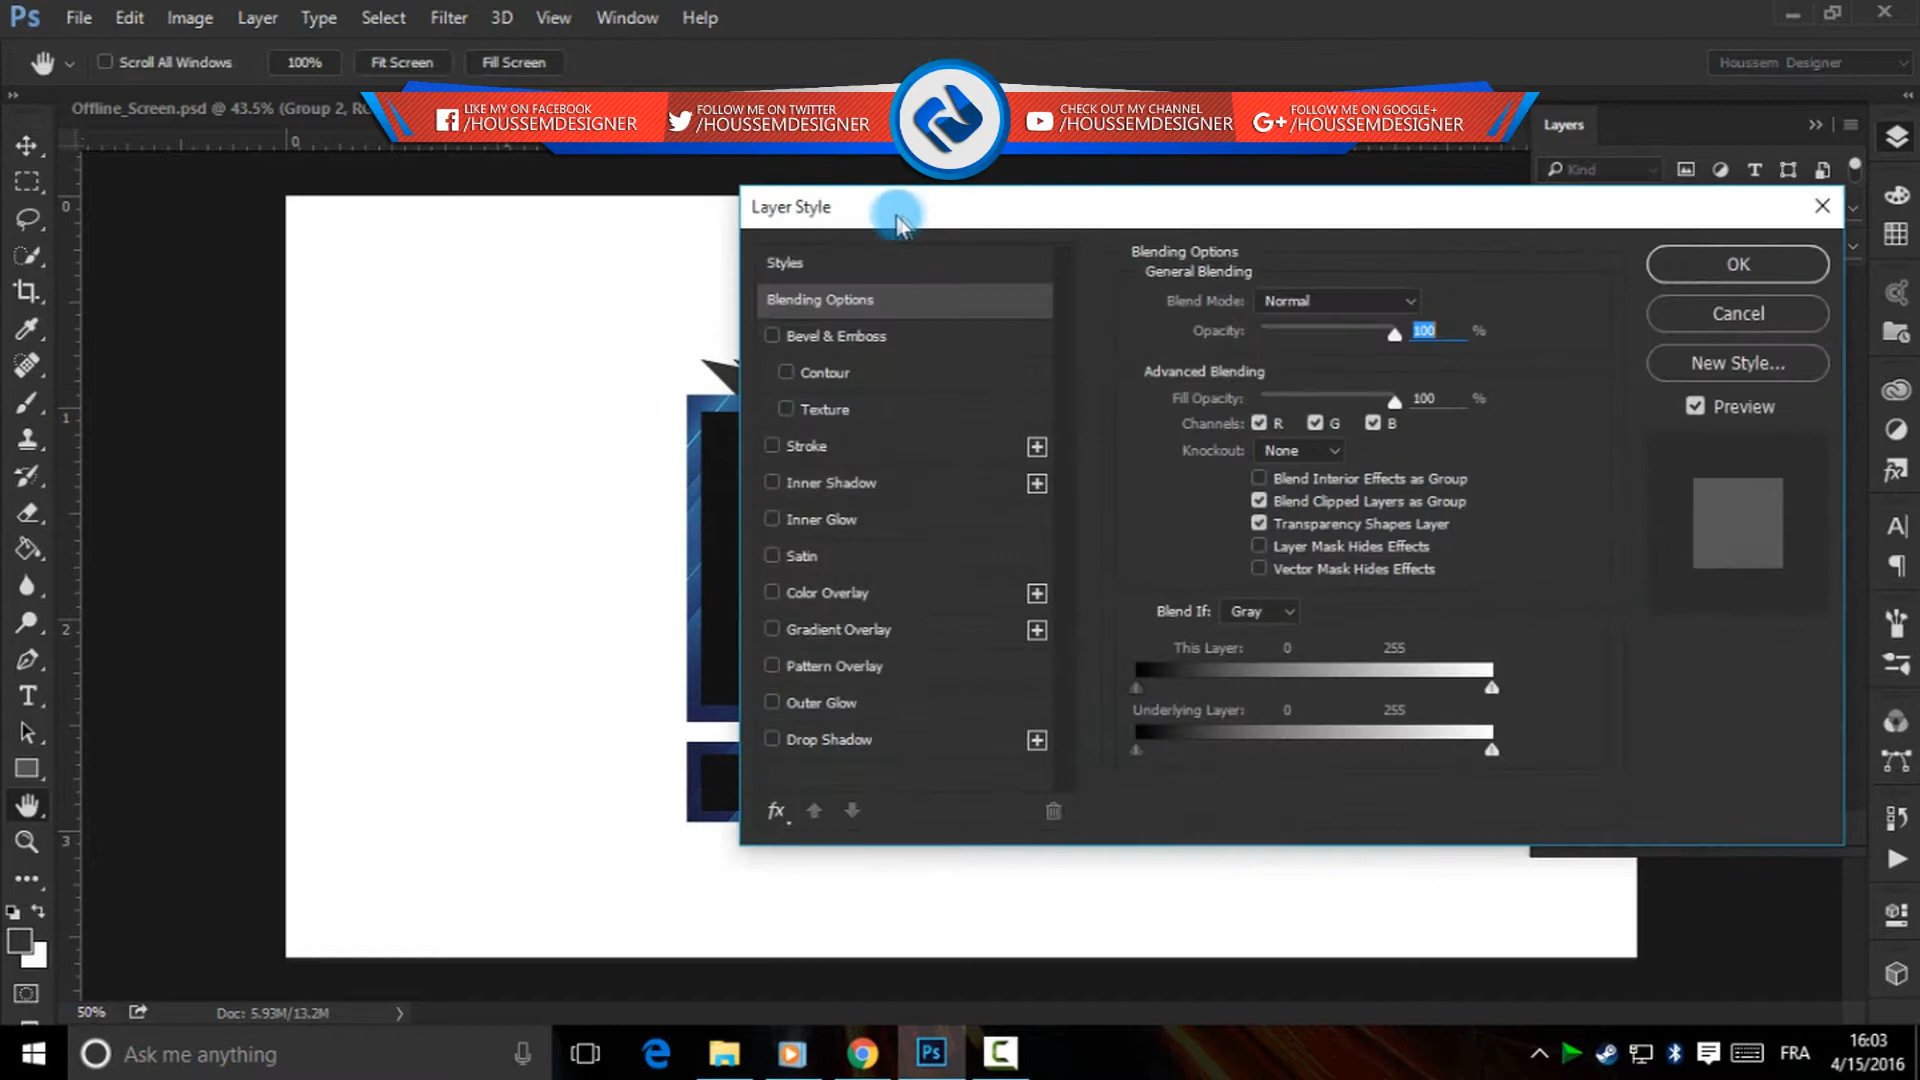 Ps File Edit Image Layer Type Select Filter 3D View Window Help
Scroll All Windows 100% Fit Screen Fill Screen Houssem Designer
Offline_Screen.psd @ 43.5% (Group 2,
LIKE MY ON FACEBOOK
/HOUSSEMDESIGNER
FOLLOW ME ON TWITTER
/HOUSSEMDESIGNER
CHECK OUT MY CHANNEL
/HOUSSEMDESIGNER
FOLLOW ME ON GOOGLE+
/HOUSSEMDESIGNER
Layers
Kind
0
0
1
2
3
Layer Style
Styles
Blending Options
Bevel & Emboss
Contour
Texture
Stroke
Inner Shadow
Inner Glow
Satin
Color Overlay
Gradient Overlay
Pattern Overlay
Outer Glow
Drop Shadow
fx
Blending Options
General Blending
Blend Mode: Normal
Opacity: 100 %
Advanced Blending
Fill Opacity: 100 %
Channels: R G B
Knockout: None
Blend Interior Effects as Group
Blend Clipped Layers as Group
Transparency Shapes Layer
Layer Mask Hides Effects
Vector Mask Hides Effects
Blend If: Gray
This Layer: 0 255
Underlying Layer: 0 255
OK
Cancel
New Style...
Preview
50% Doc: 5.93M/13.2M
Ask me anything
Ps
FRA
16:03
4/15/2016